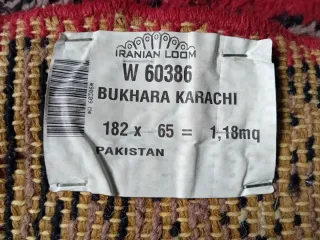 IRANIAN LOOM
W 60386
BUKHARA KARACHI
182 x 65 = 1,18mq
PAKISTAN